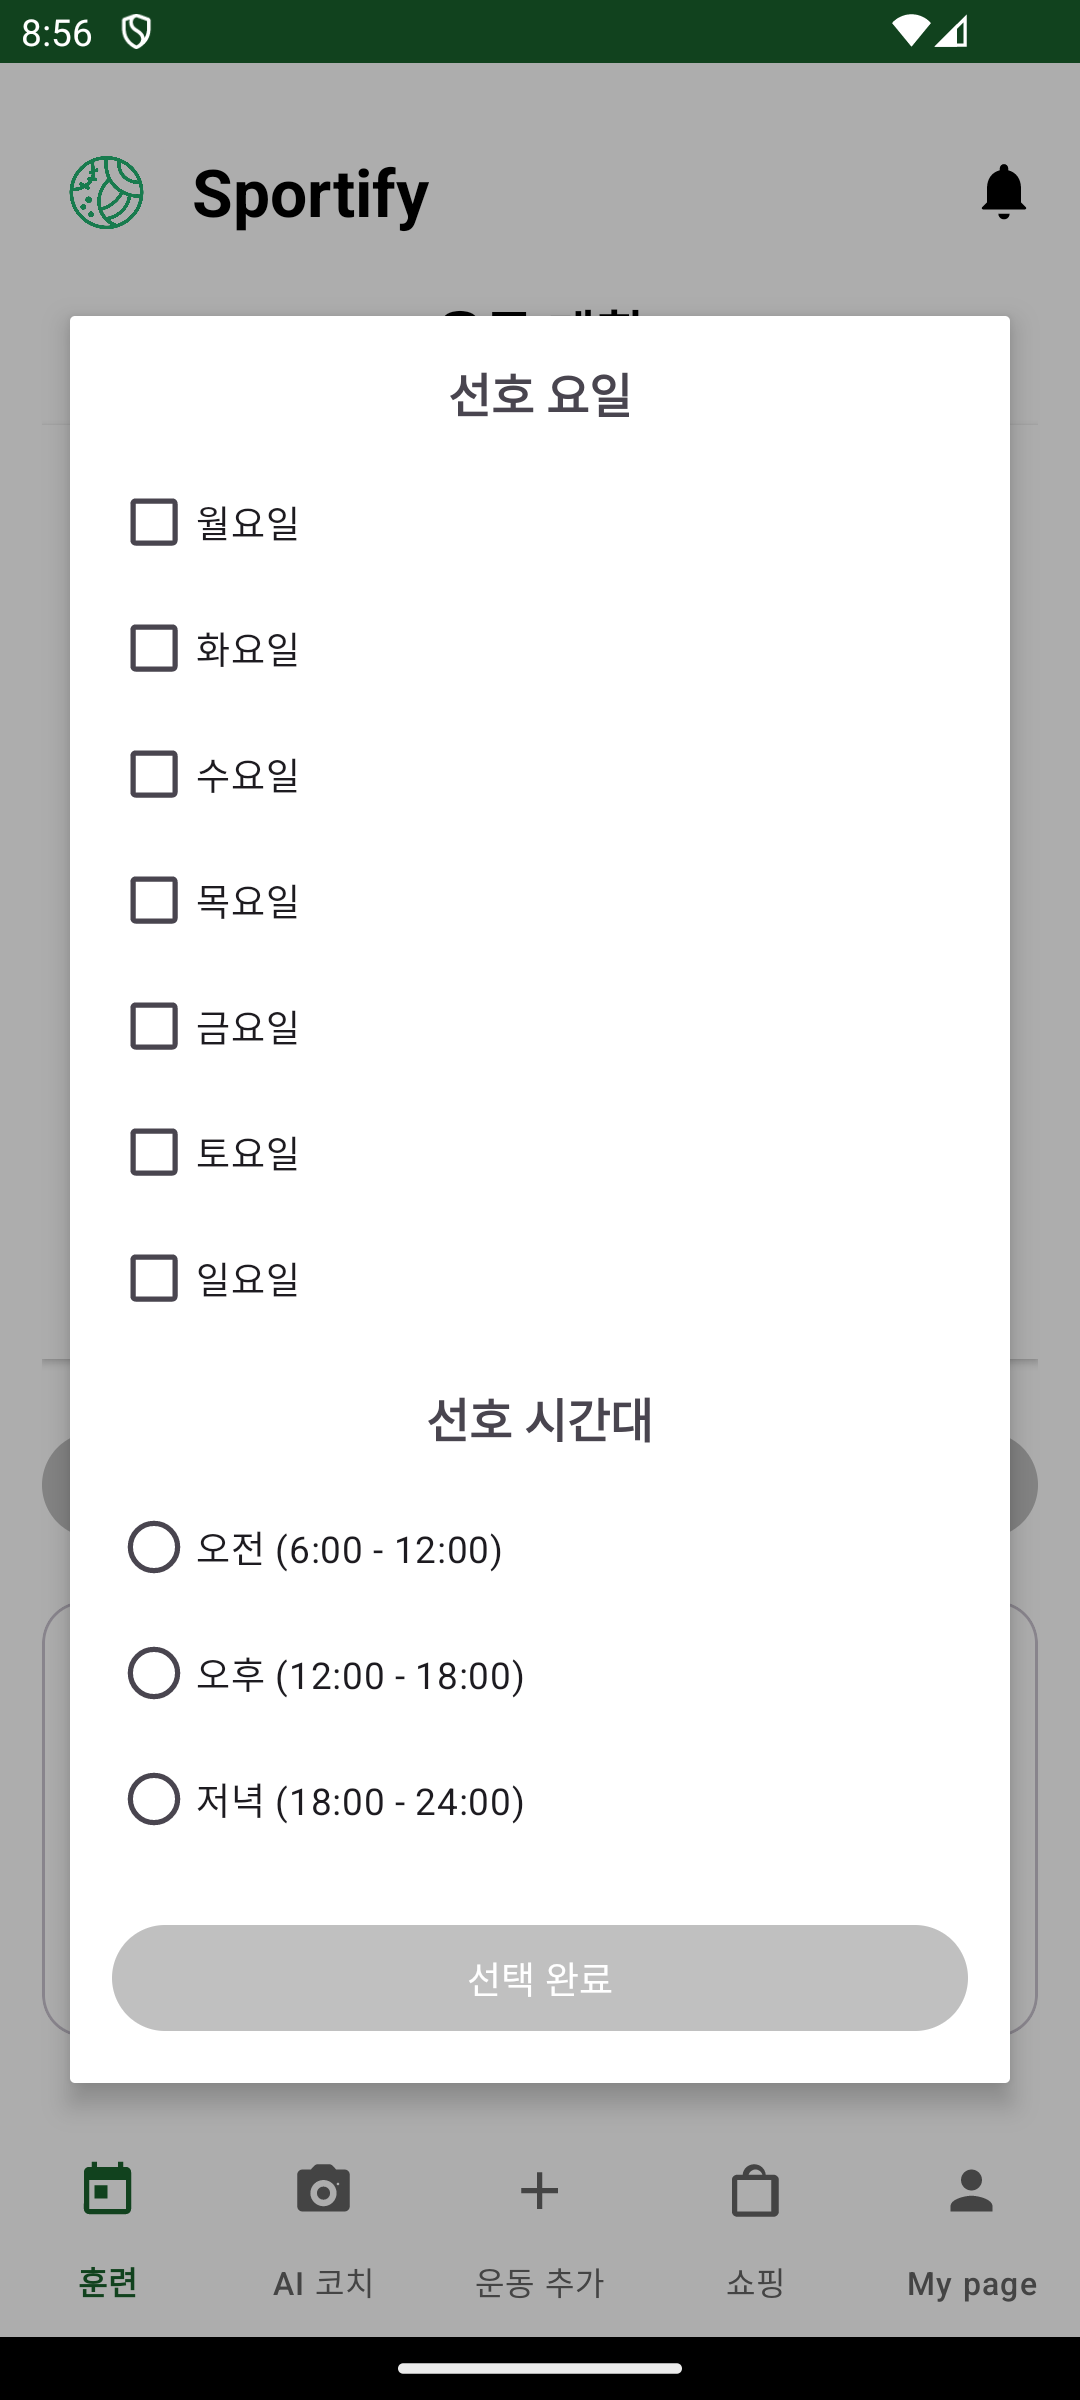 8:56
Sportify
선호 요일
월요일
화요일
수요일
목요일
금요일
토요일
일요일
선호 시간대
오전 (6:00 - 12:00)
오후 (12:00 - 18:00)
저녁 (18:00 - 24:00)
선택 완료
훈련
AI 코치
운동 추가
쇼핑
My page